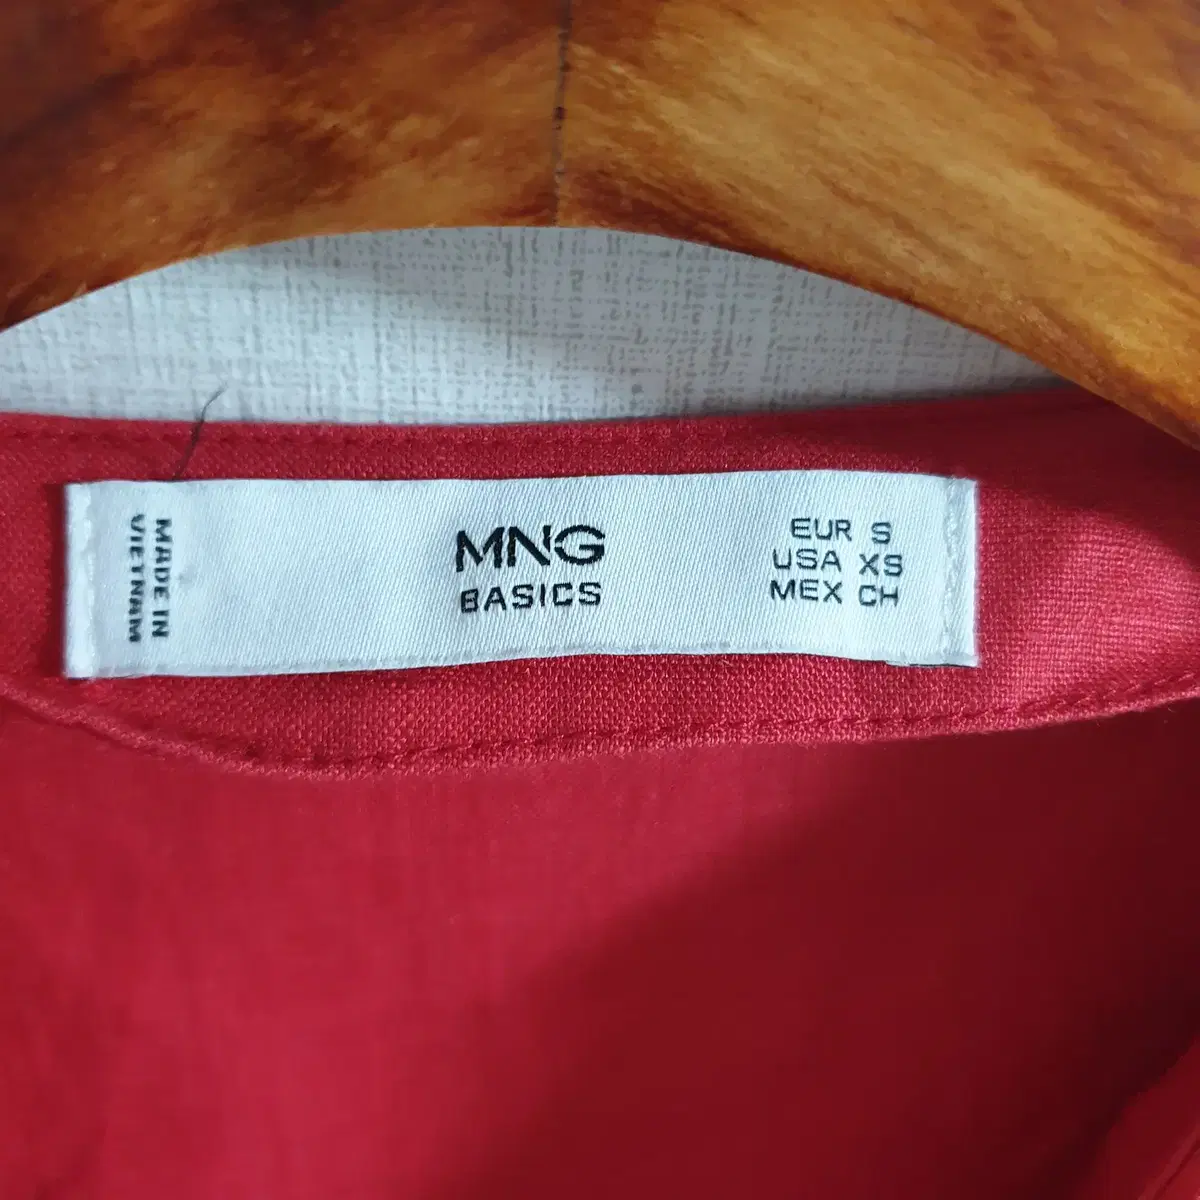 MADE IN
VIETNAM
MNG
BASICS
EUR S
USA XS
MEX CH